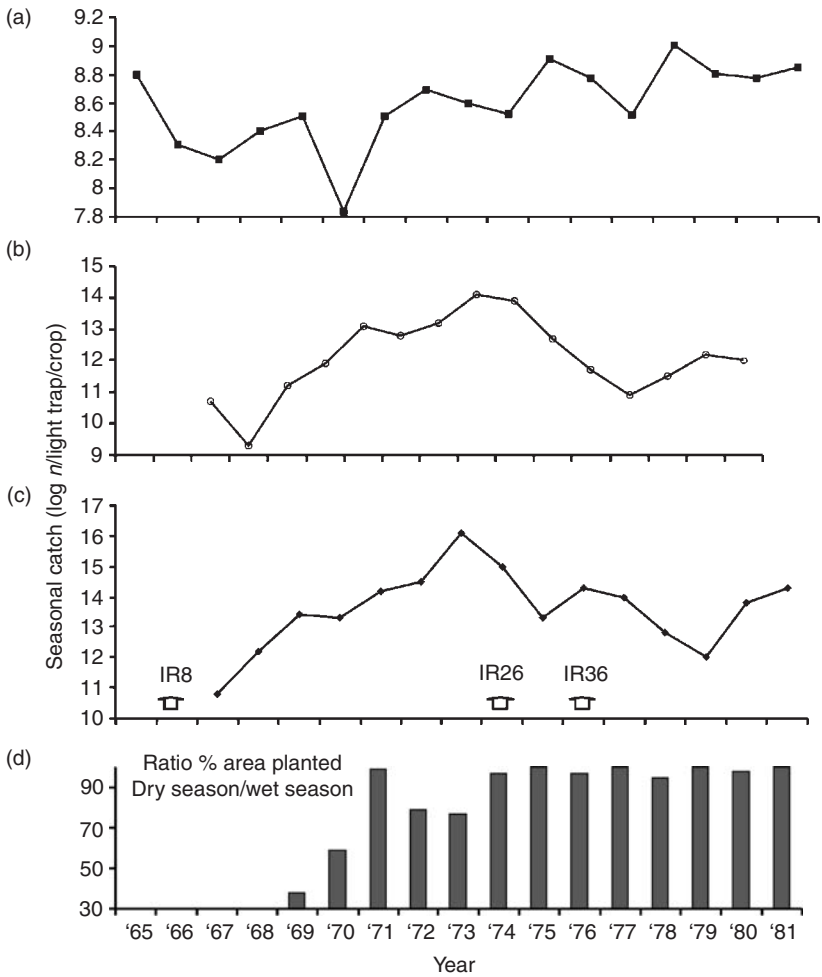 (a)
9.2
9
8.8
8.6
8.4
8.2
8
7.8
(b)
15
14
13
12
11
10
9
Seasonal catch (log n/light trap/crop)
(c)
17
16
15
14
13
12
11
10
IR8
IR26
IR36
(d)
Ratio % area planted
Dry season/wet season
90
70
50
30
‘65 ‘66 ‘67 ‘68 ‘69 ‘70 ‘71 ‘72 ‘73 ‘74 ‘75 ‘76 ‘77 ‘78 ‘79 ‘80 ‘81
Year